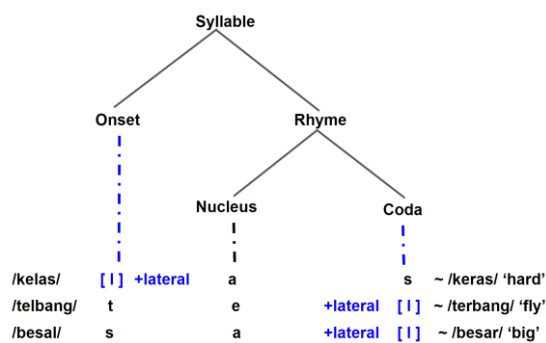 Syllable
Onset Rhyme
Nucleus Coda
/kelas/ [ l ] +lateral a s ~ /keras/ ‘hard’
/telbang/ t e +lateral [ l ] ~ /terbang/ ‘fly’
/besal/ s a +lateral [ l ] ~ /besar/ ‘big’